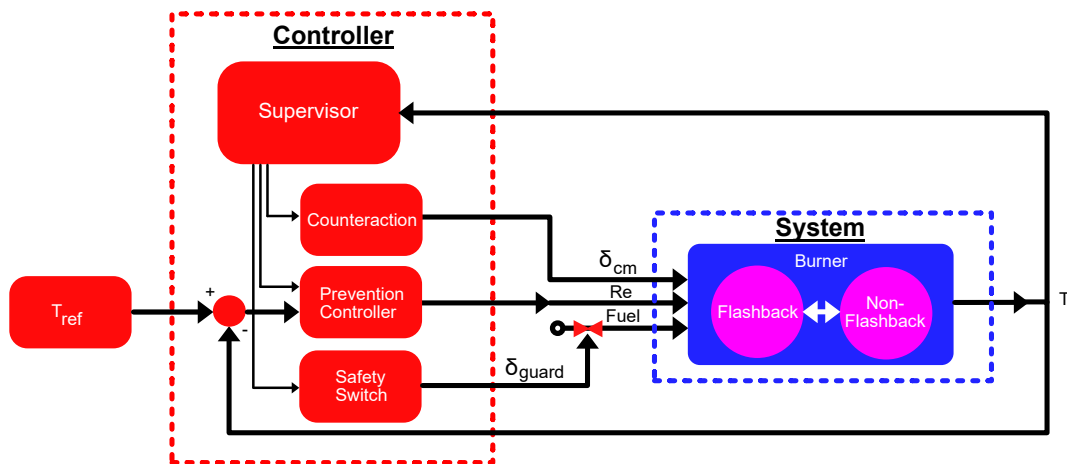 Controller
Supervisor
Counteraction
System
δcm
Burner
+
Re
T
Tref
Prevention
Controller
Flashback
Non-
Flashback
-
Fuel
δguard
Safety
Switch